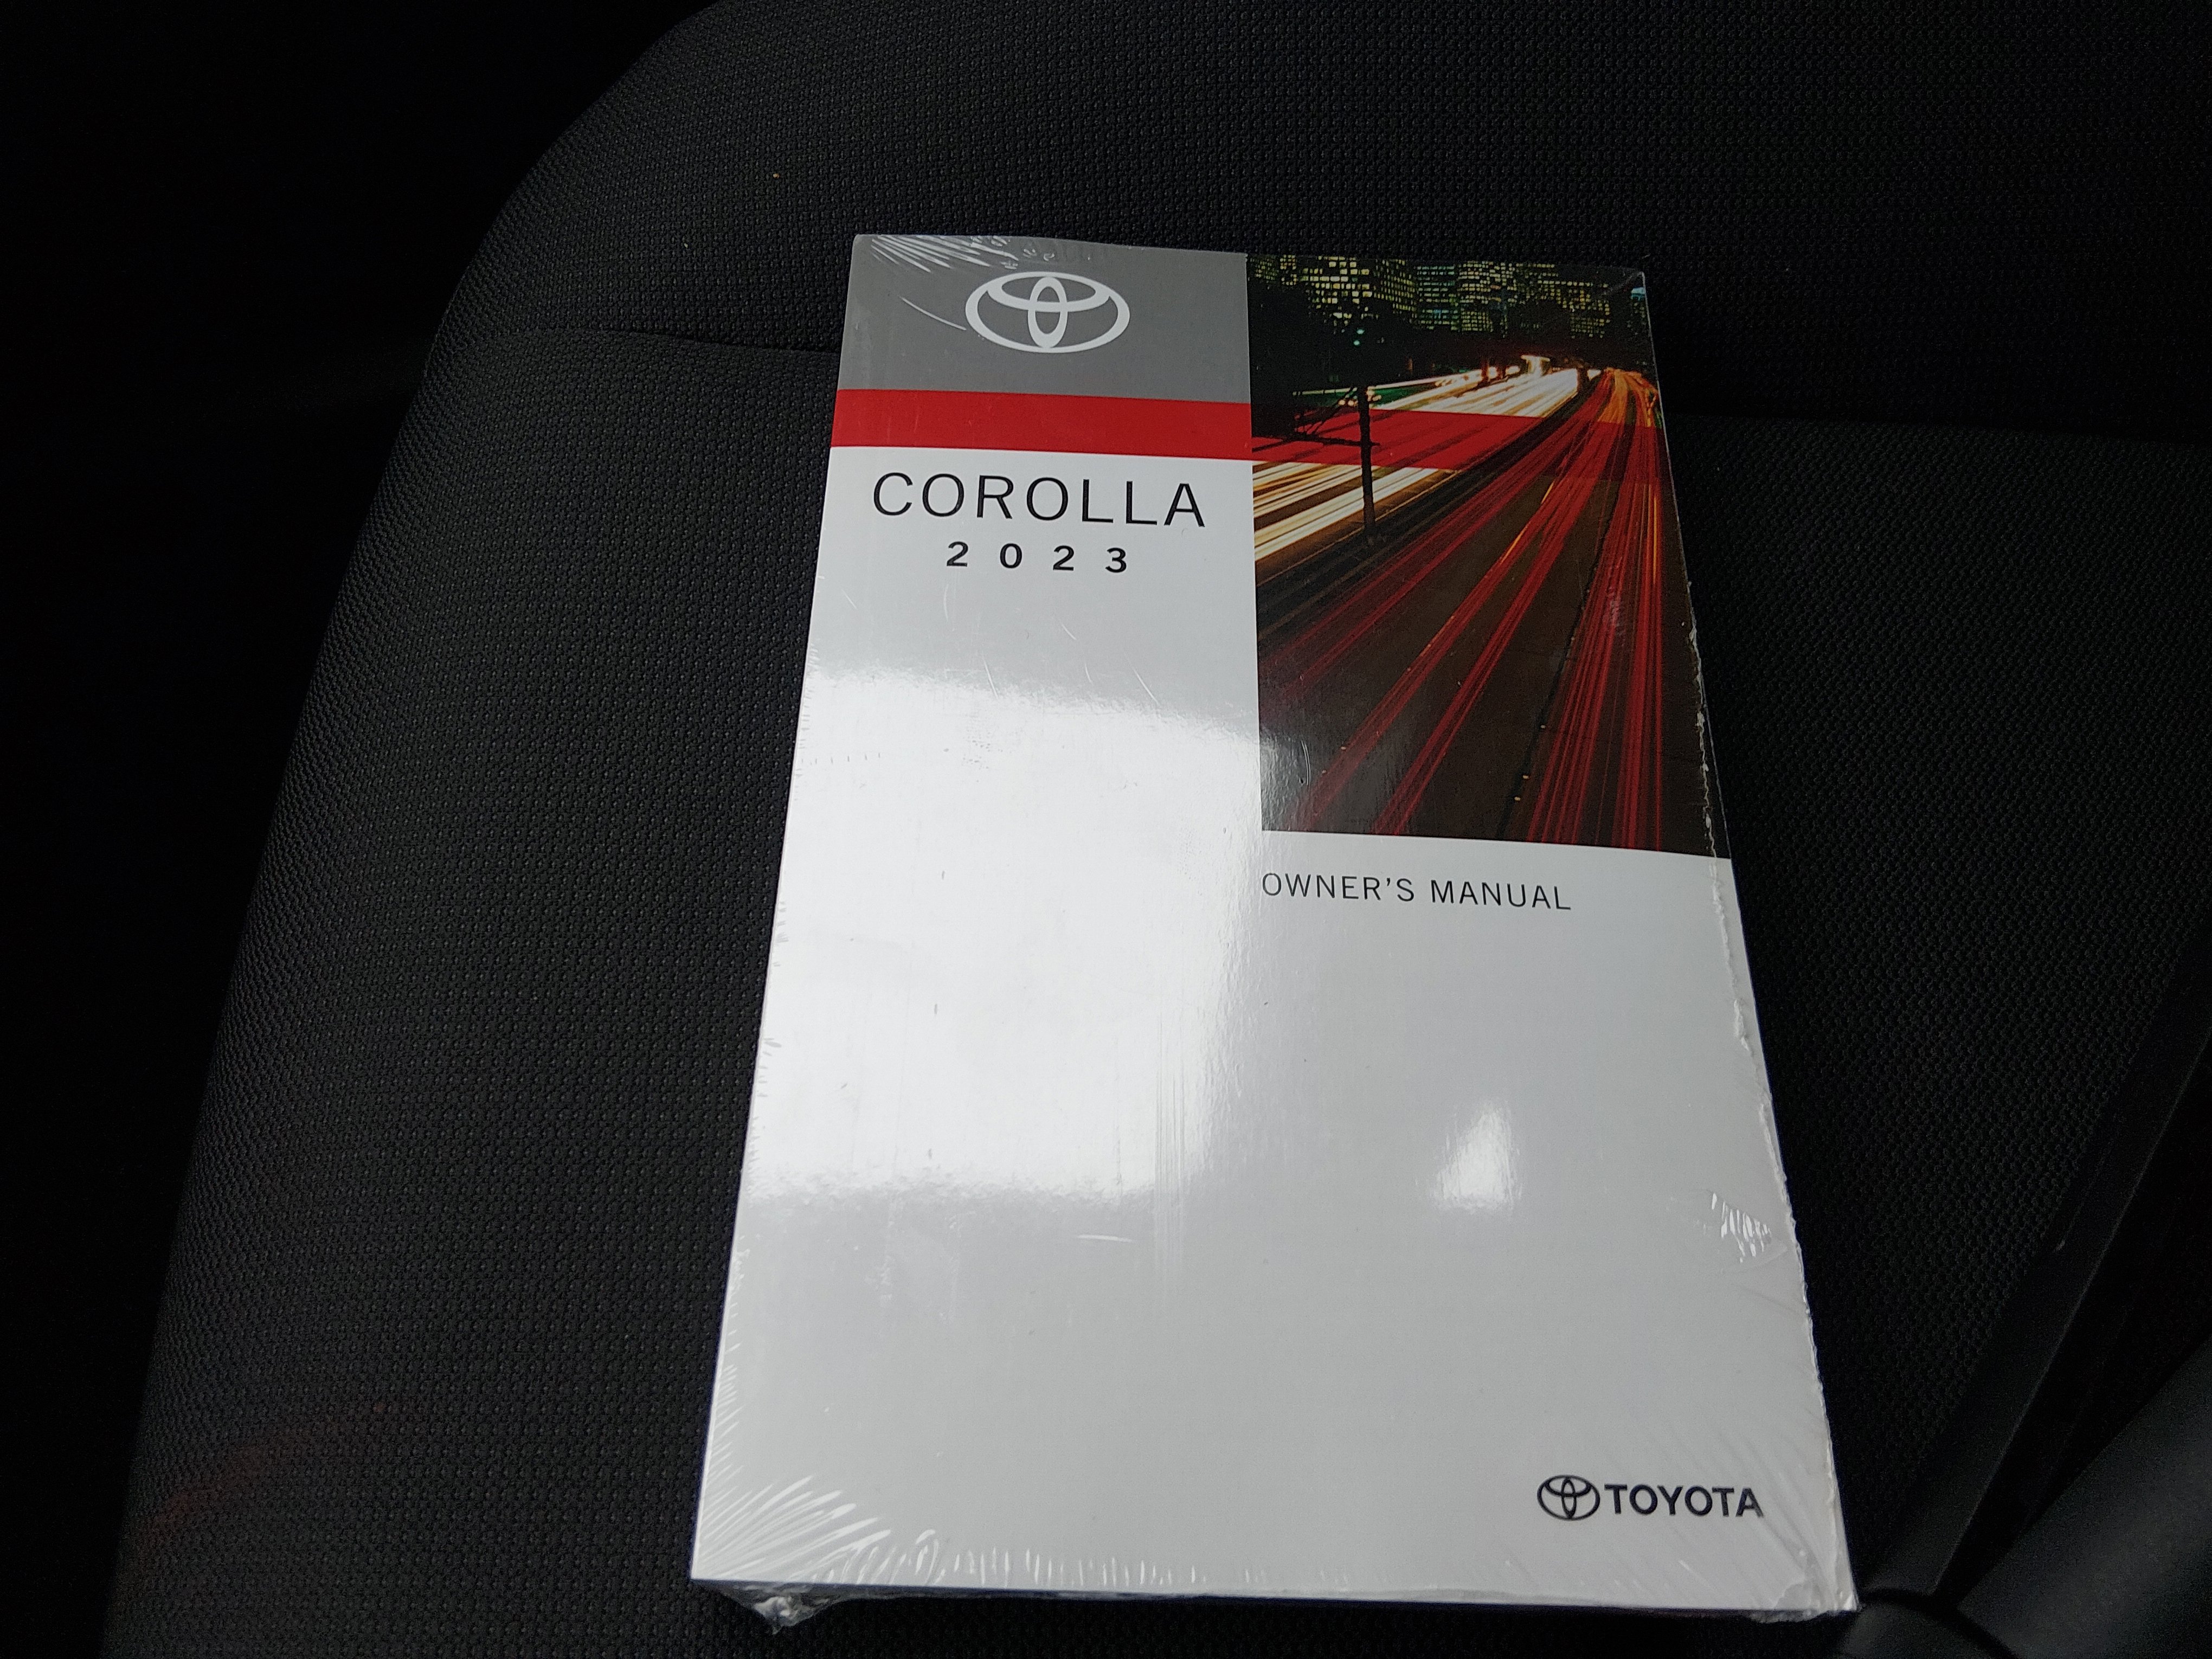 COROLLA
2023
OWNER'S MANUAL
TOYOTA